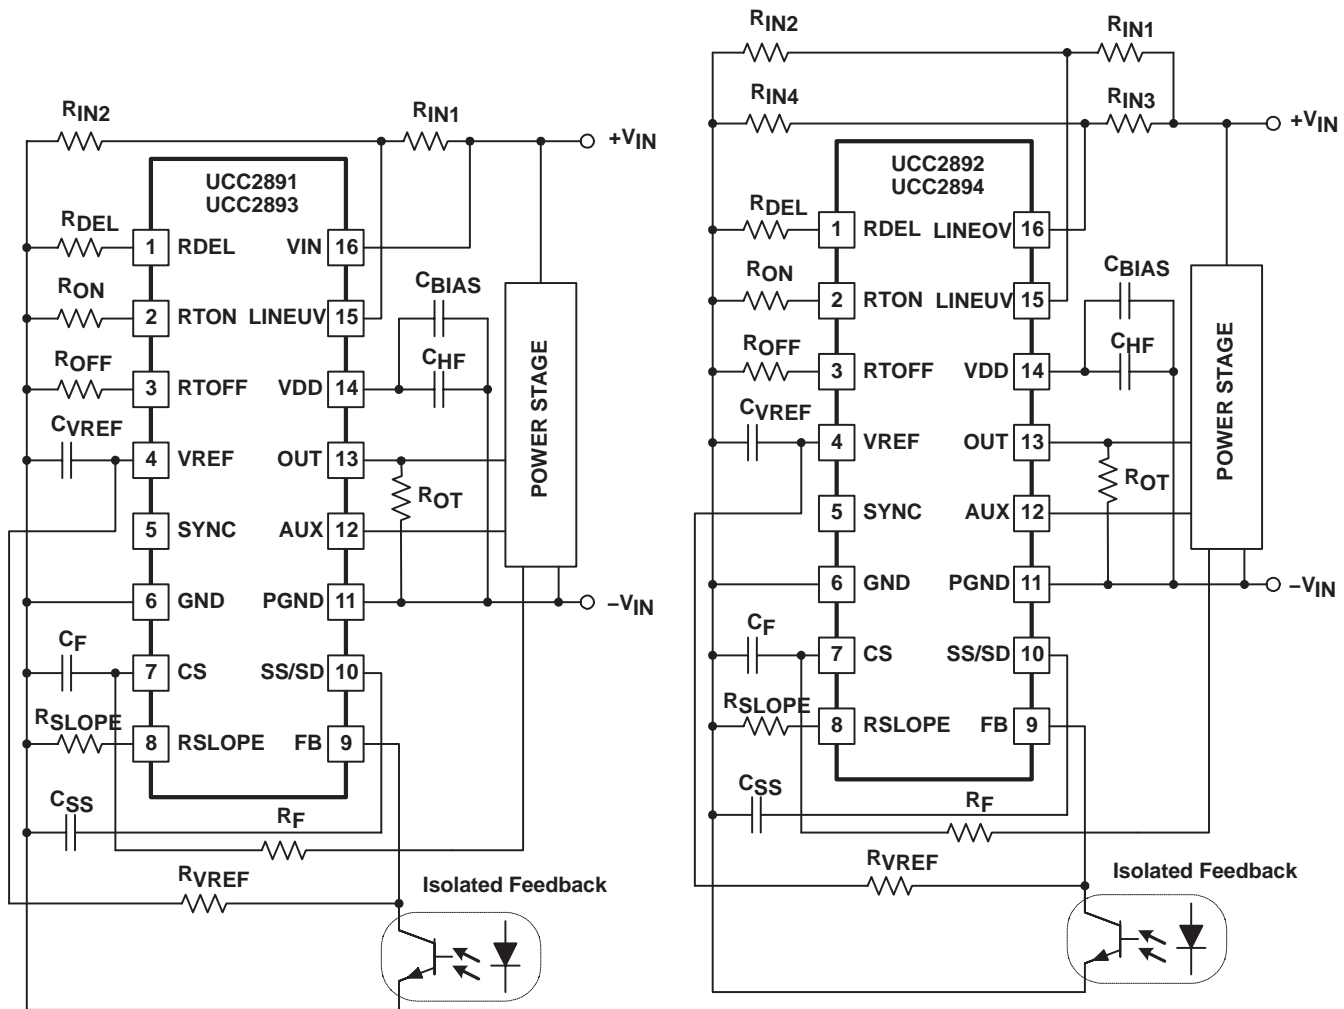 RIN2
RIN1
+VIN
UCC2891
UCC2893
RDEL
1 RDEL VIN 16
RON
CBIAS
2 RTON LINEUV 15
ROFF
CHF
3 RTOFF VDD 14
CVREF
4 VREF OUT 13
ROT
POWER STAGE
5 SYNC AUX 12
6 GND PGND 11
–VIN
CF
7 CS SS/SD 10
RSLOPE
8 RSLOPE FB 9
CSS
RF
RVREF
Isolated Feedback
RIN2
RIN1
RIN4
RIN3
+VIN
UCC2892
UCC2894
RDEL
1 RDEL LINEOV 16
RON
CBIAS
2 RTON LINEUV 15
ROFF
CHF
3 RTOFF VDD 14
CVREF
4 VREF OUT 13
ROT
POWER STAGE
5 SYNC AUX 12
6 GND PGND 11
–VIN
CF
7 CS SS/SD 10
RSLOPE
8 RSLOPE FB 9
CSS
RF
RVREF
Isolated Feedback